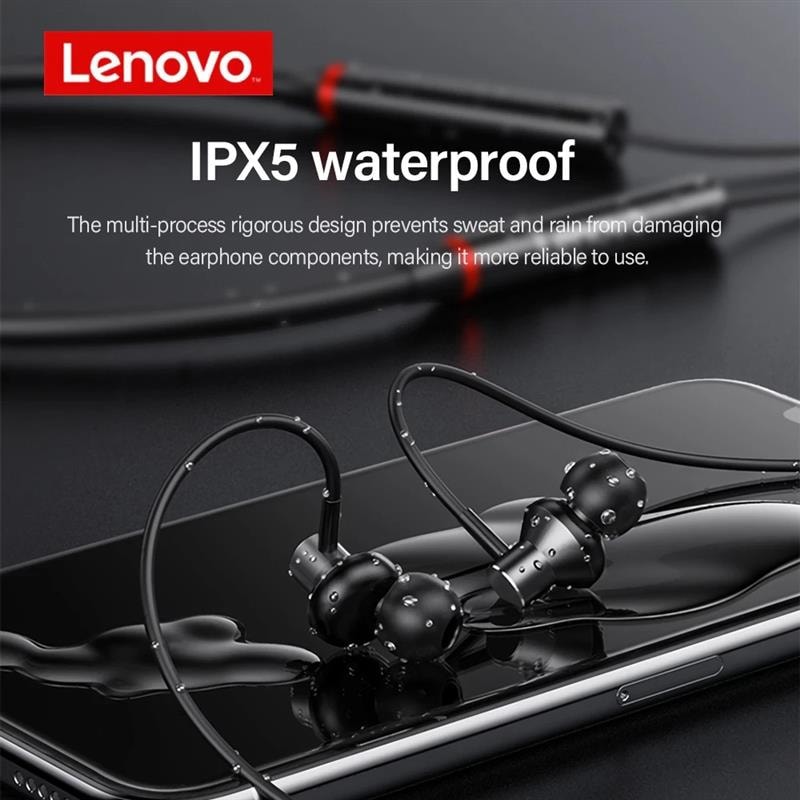 Lenovo™
IPX5 waterproof
The multi-process rigorous design prevents sweat and rain from damaging
the earphone components, making it more reliable to use.